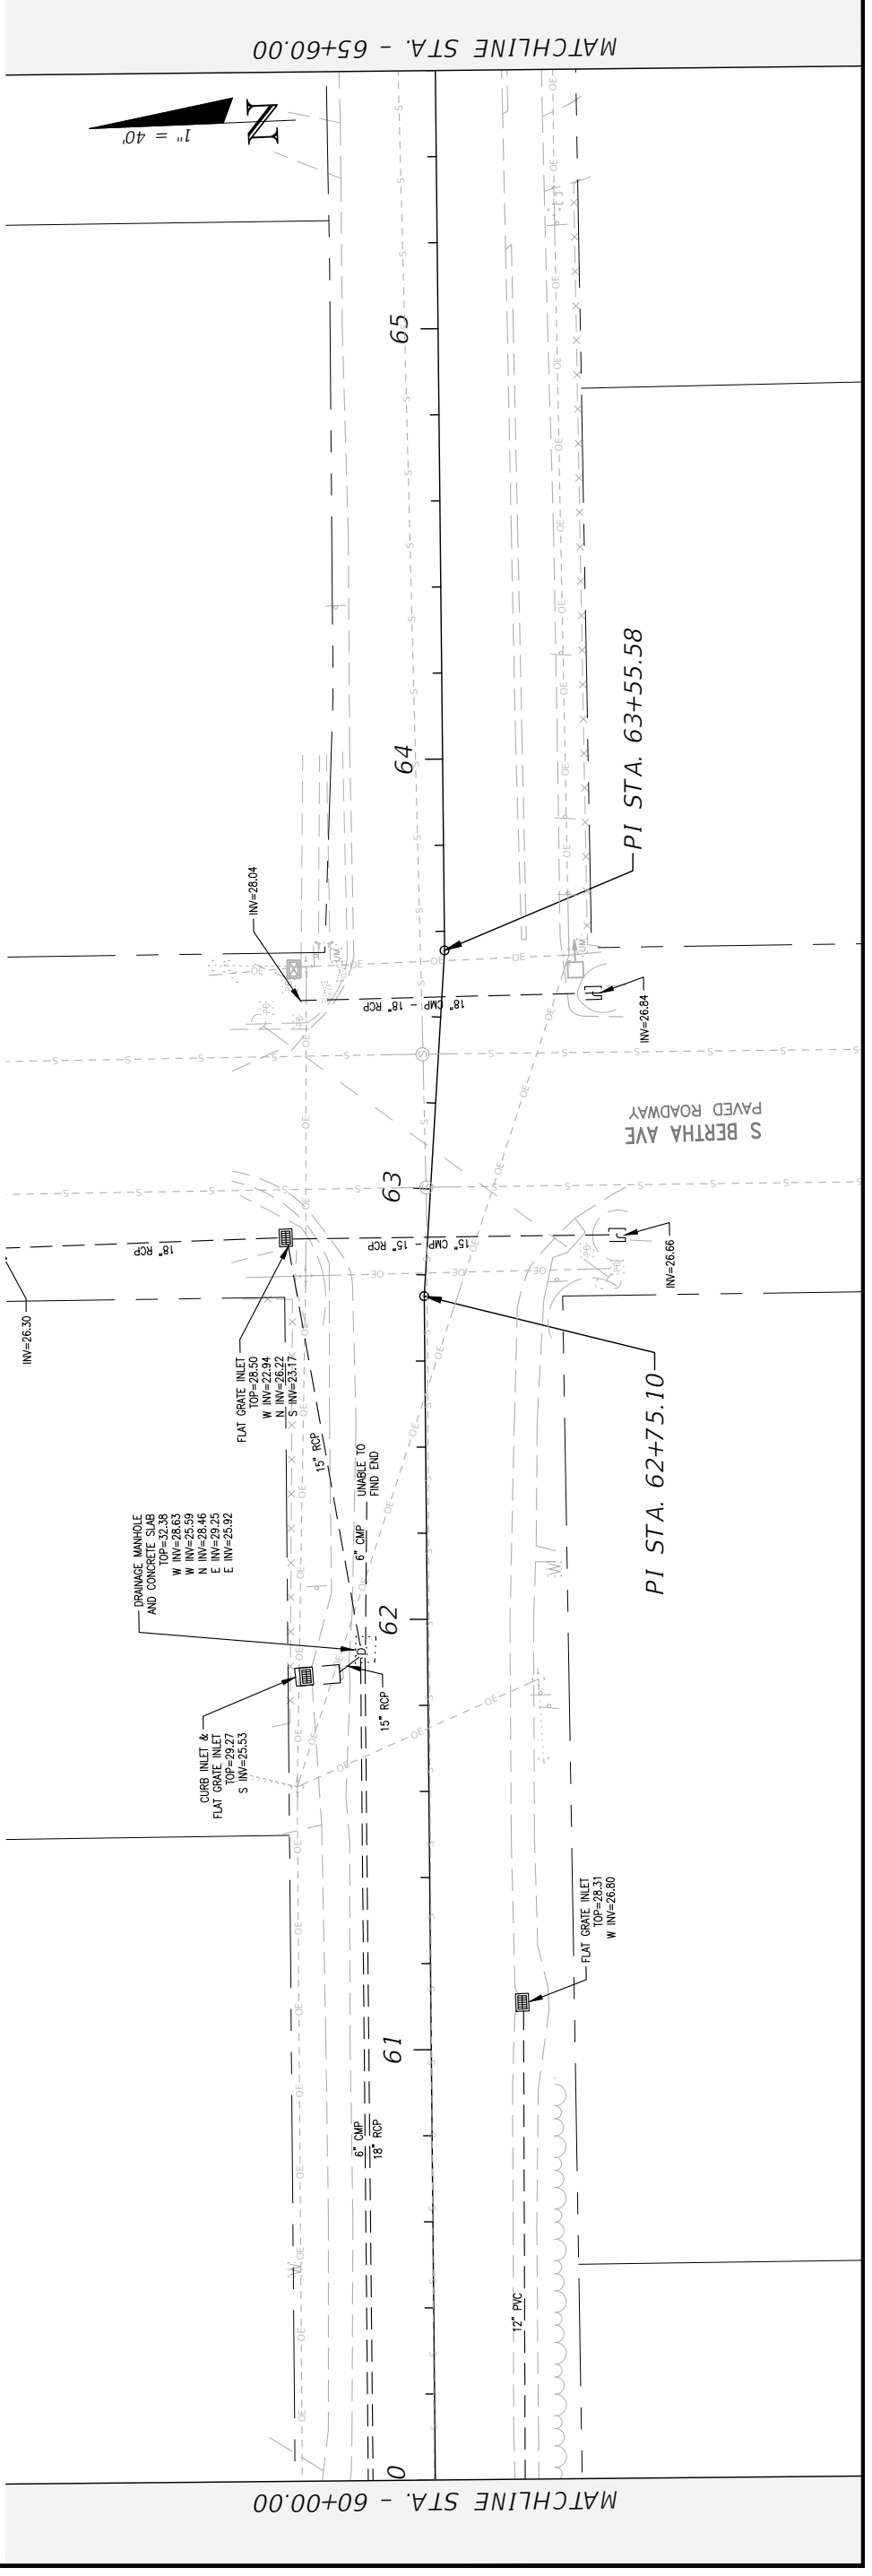 MATCHLINE STA. - 65+60.00
N
1" = 40'
65
64
PI STA. 63+55.58
INV=28.04
18" CMP - 18" RCP
INV=26.84
S BERTHA AVE
PAVED ROADWAY
63
18" RCP
15" CMP - 15" RCP
INV=26.66
INV=26.30
FLAT GRATE INLET
TOP=28.50
W INV=22.94
N INV=26.22
S INV=23.17
15" RCP
PI STA. 62+75.10
UNABLE TO
FIND END
6" CMP
DRAINAGE MANHOLE
AND CONCRETE SLAB
TOP=32.38
W INV=28.63
W INV=25.59
N INV=28.46
E INV=29.25
E INV=25.92
62
15" RCP
CURB INLET &
FLAT GRATE INLET
TOP=29.27
S INV=25.53
FLAT GRATE INLET
TOP=28.31
W INV=26.80
61
6" CMP
18" RCP
12" PVC
0
MATCHLINE STA. - 60+00.00